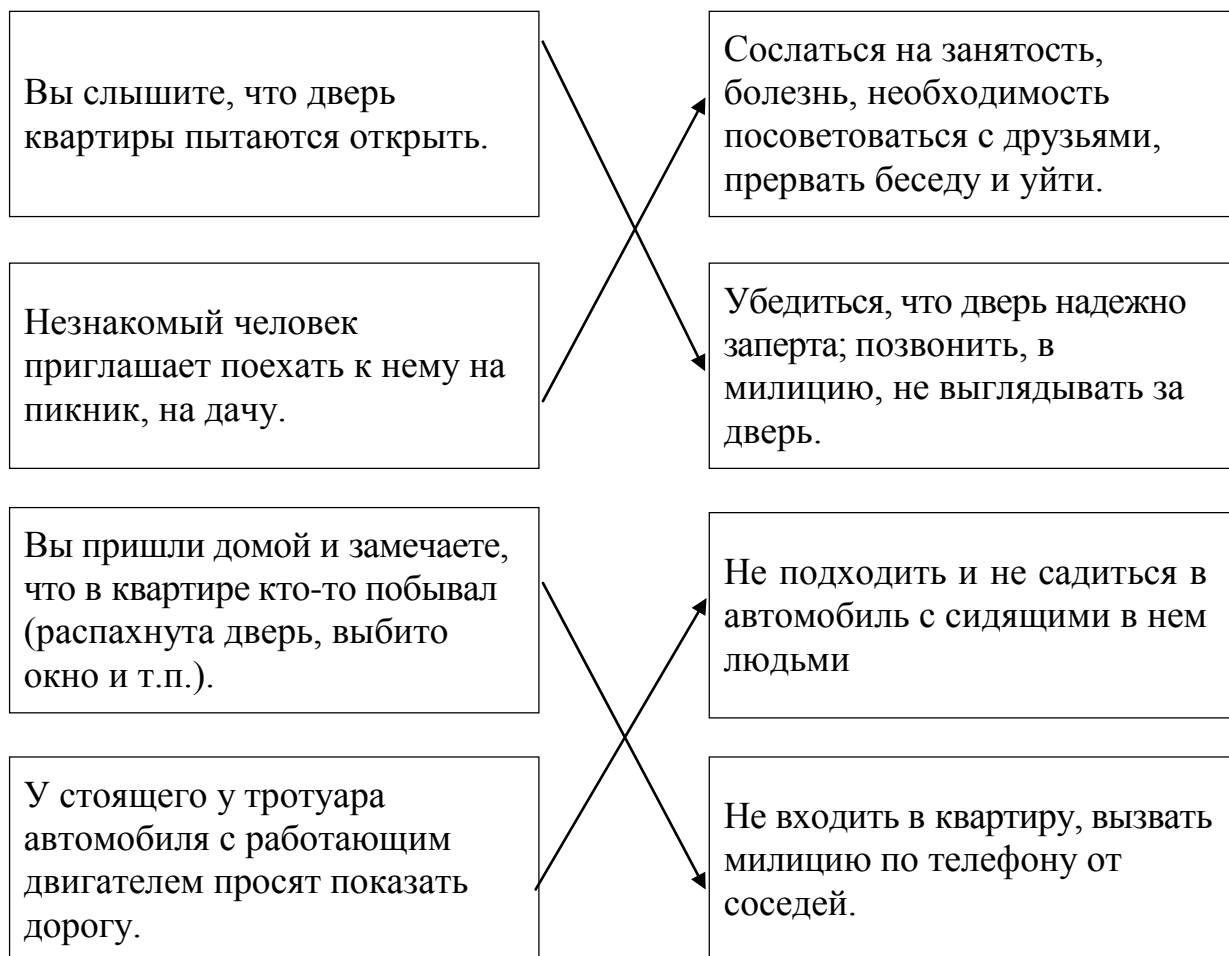 Вы слышите, что дверь
квартиры пытаются открыть.
Сослаться на занятость,
болезнь, необходимость
посоветоваться с друзьями,
прервать беседу и уйти.
Незнакомый человек
приглашает поехать к нему на
пикник, на дачу.
Убедиться, что дверь надежно
заперта; позвонить, в
милицию, не выглядывать за
дверь.
Вы пришли домой и замечаете,
что в квартире кто-то побывал
(распахнута дверь, выбито
окно и т.п.).
Не подходить и не садиться в
автомобиль с сидящими в нем
людьми
У стоящего у тротуара
автомобиля с работающим
двигателем просят показать
дорогу.
Не входить в квартиру, вызвать
милицию по телефону от
соседей.